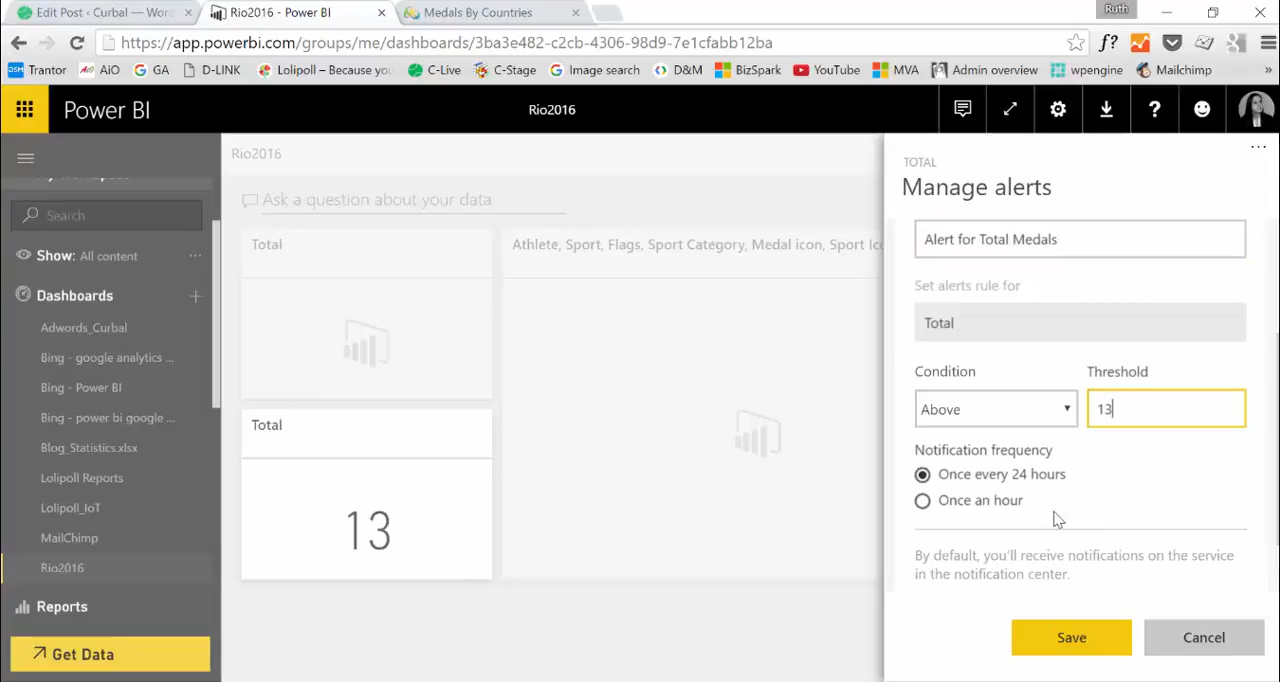 Edit Post ‹ Curbal — Wor
Rio2016 - Power BI
Medals By Countries
Ruth
https://app.powerbi.com/groups/me/dashboards/3ba3e482-c2cb-4306-98d9-7e1cfabb12ba
f?
DSM Trantor
AiO
GA
D-LINK
Lolipoll – Because you
C-Live
C-Stage
Image search
D&M
BizSpark
YouTube
MVA
Admin overview
wpengine
Mailchimp
»
Power BI
Rio2016
?
Search
Show: All content
...
Dashboards
+
Adwords_Curbal
Bing - google analytics ...
Bing - Power BI
Bing - power bi google ...
Blog_Statistics.xlsx
Lolipoll Reports
Lolipoll_IoT
MailChimp
Rio2016
Reports
Get Data
Rio2016
Ask a question about your data
Total
Athlete, Sport, Flags, Sport Category, Medal icon, Sport Ic
Total
13
...
TOTAL
Manage alerts
Alert for Total Medals
Set alerts rule for
Total
Condition
Threshold
Above
13
Notification frequency
Once every 24 hours
Once an hour
By default, you'll receive notifications on the service
in the notification center.
Save
Cancel